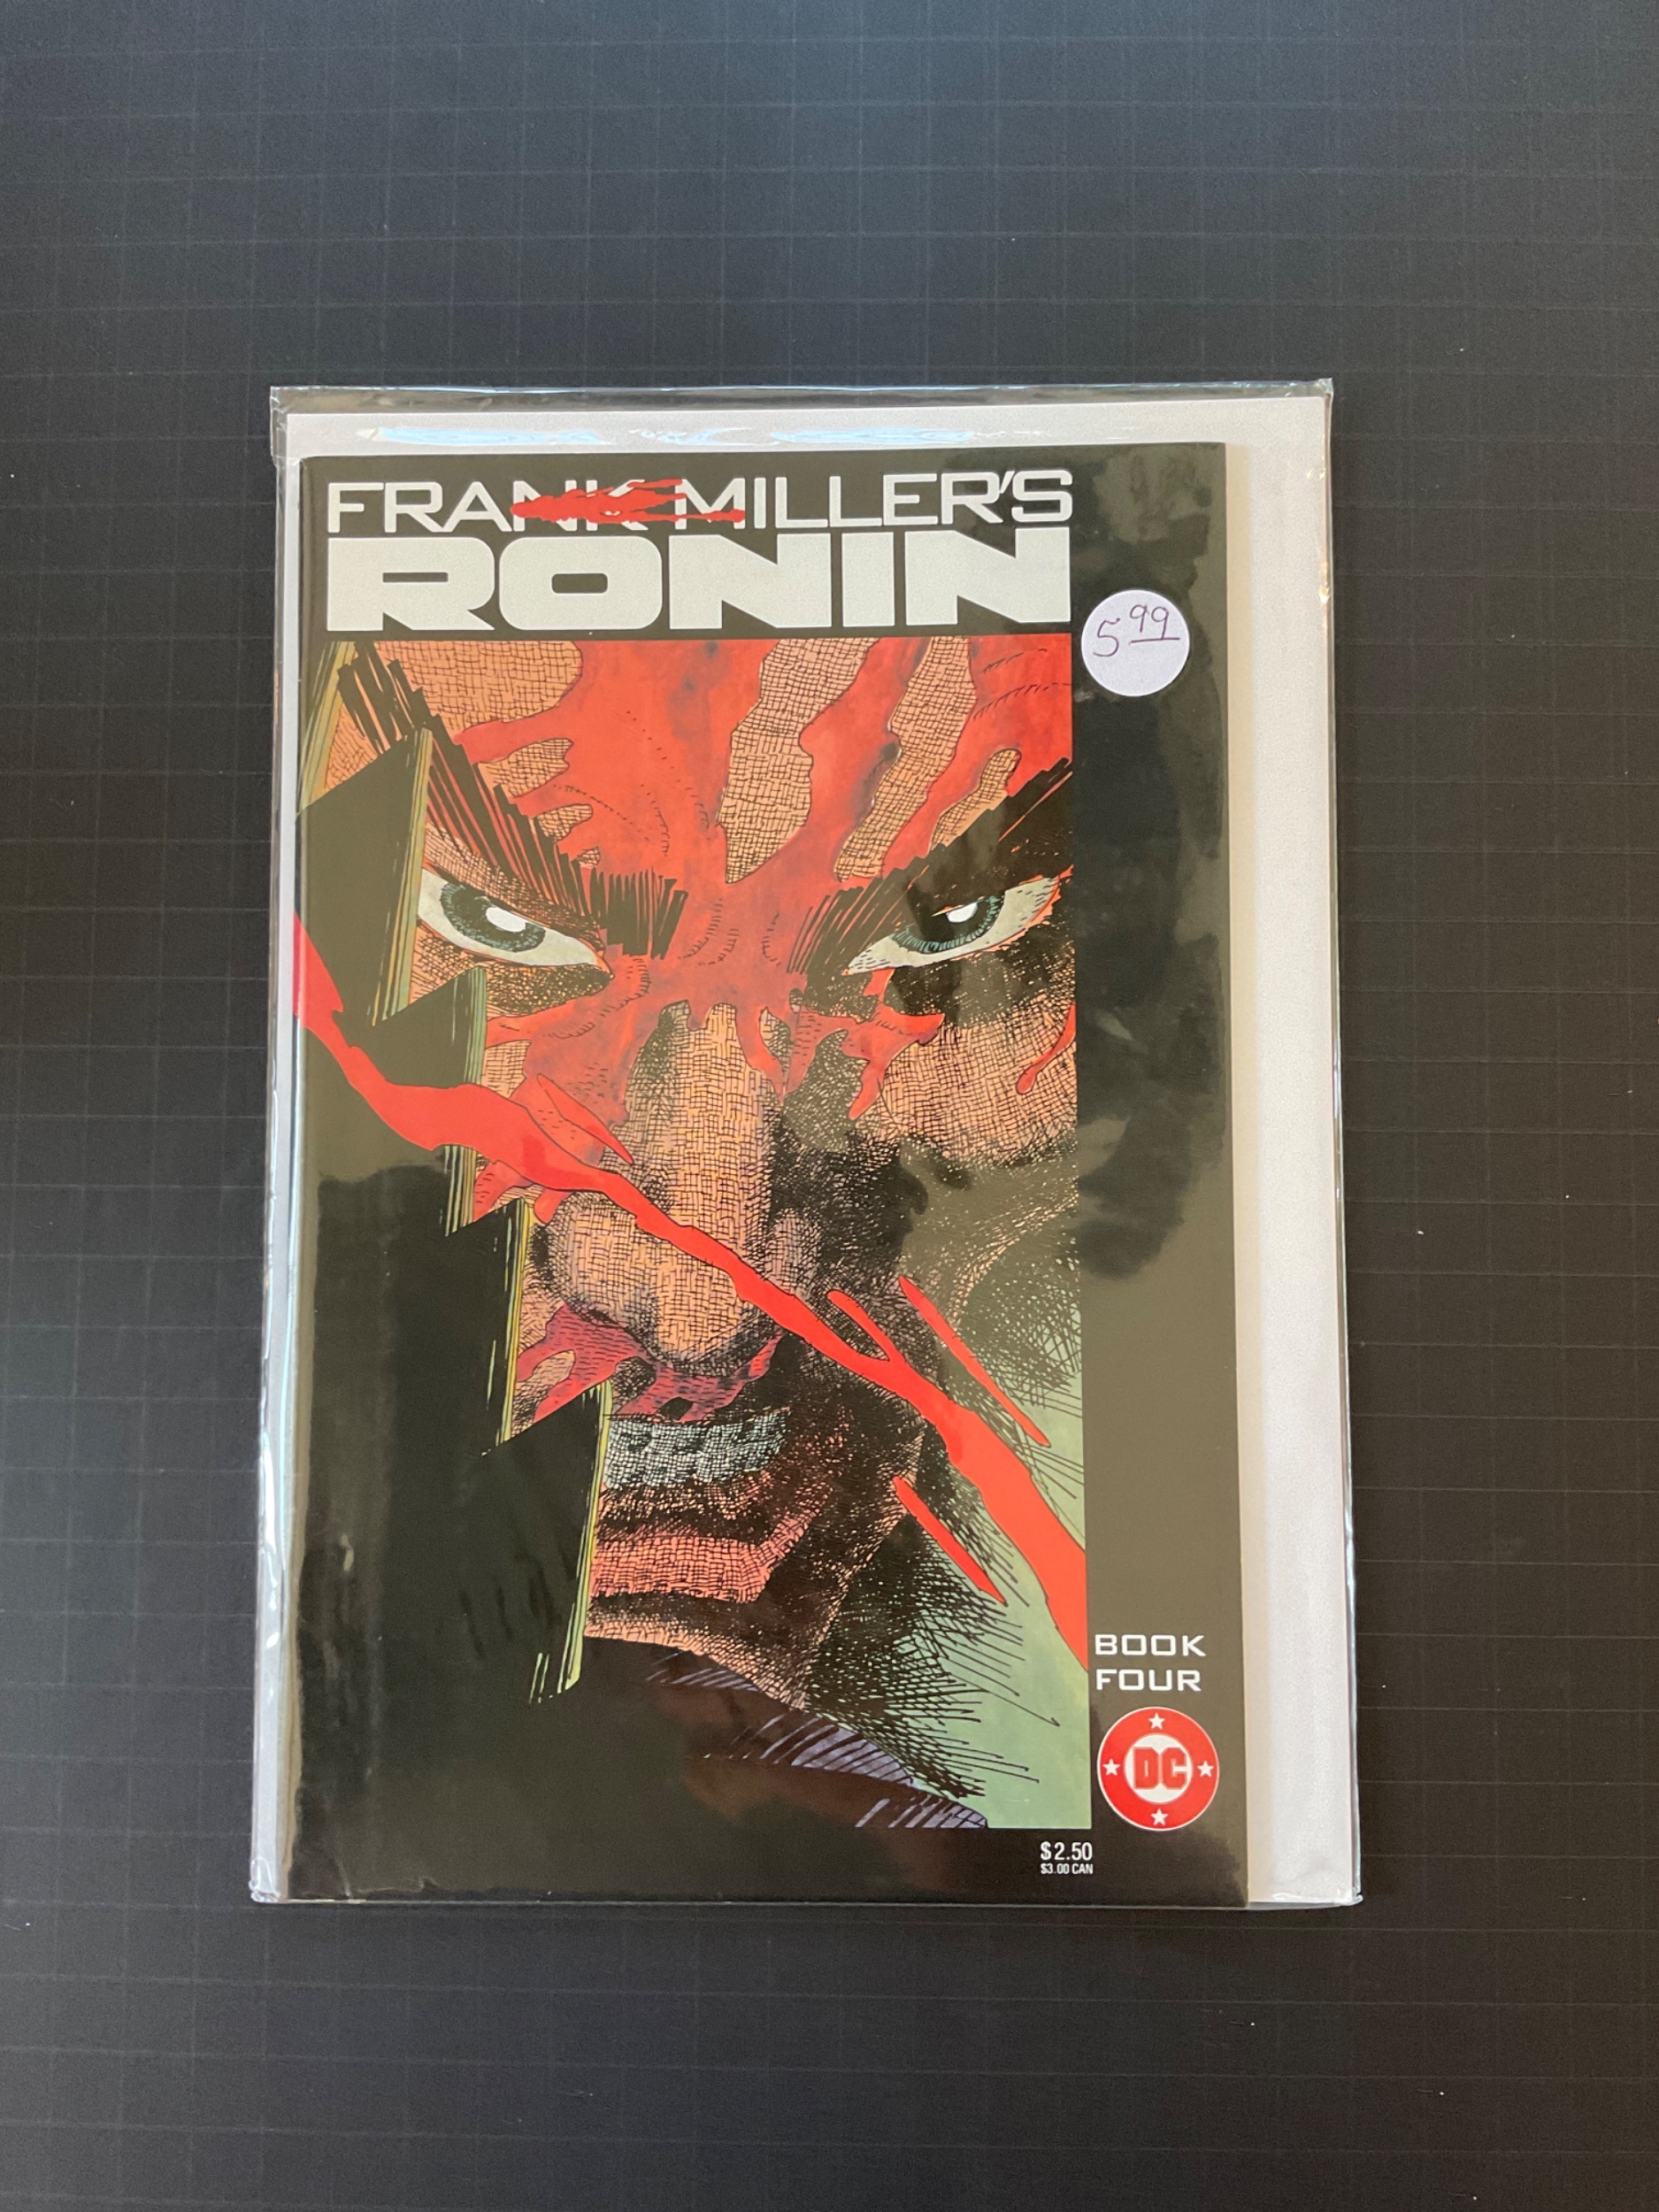 FRANK MILLER'S
RONIN
5 99
BOOK
FOUR
DC
$2.50
$3.00 CAN